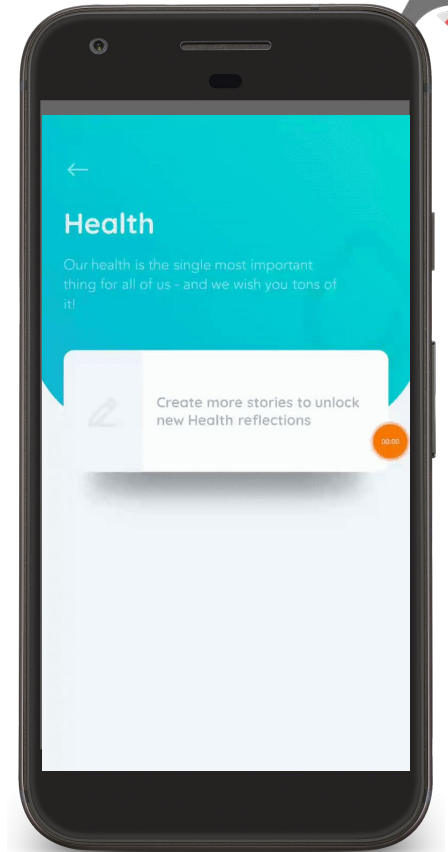 Health
Our health is the single most important
thing for all of us - and we wish you tons of
it!
Create more stories to unlock
new Health reflections
00:00